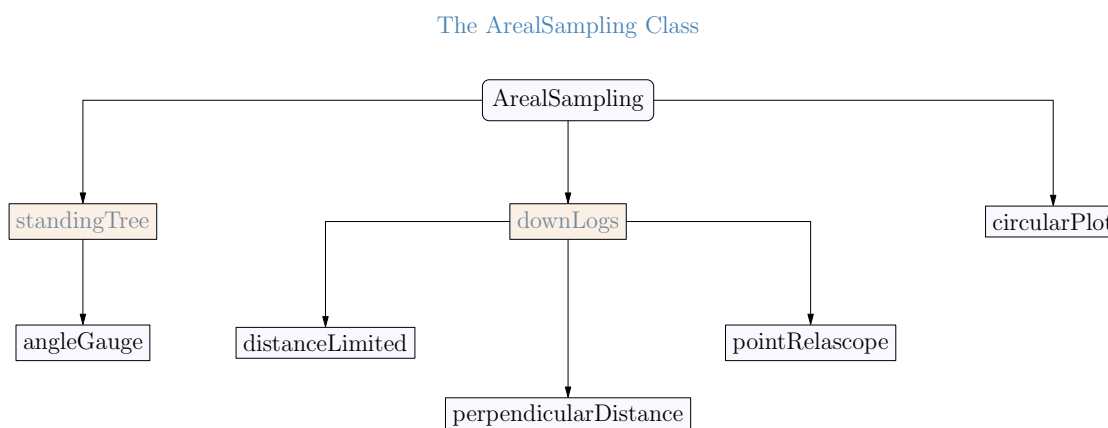 The ArealSampling Class
ArealSampling
standingTree
downLogs
circularPlot
angleGauge
distanceLimited
pointRelascope
perpendicularDistance